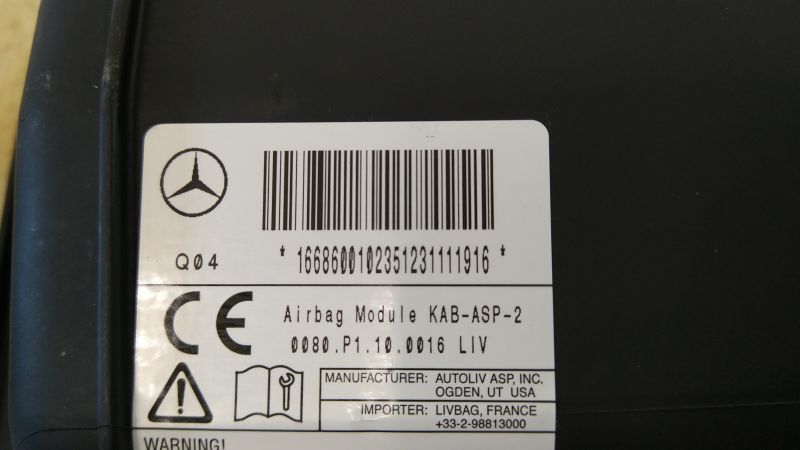 Q04 * 1668600102351231111916 *
CE
Airbag Module KAB-ASP-2
0080.P1.10.0016 LIV
MANUFACTURER: AUTOLIV ASP, INC.
OGDEN, UT USA
IMPORTER: LIVBAG, FRANCE
+33-2-98813000
WARNING!